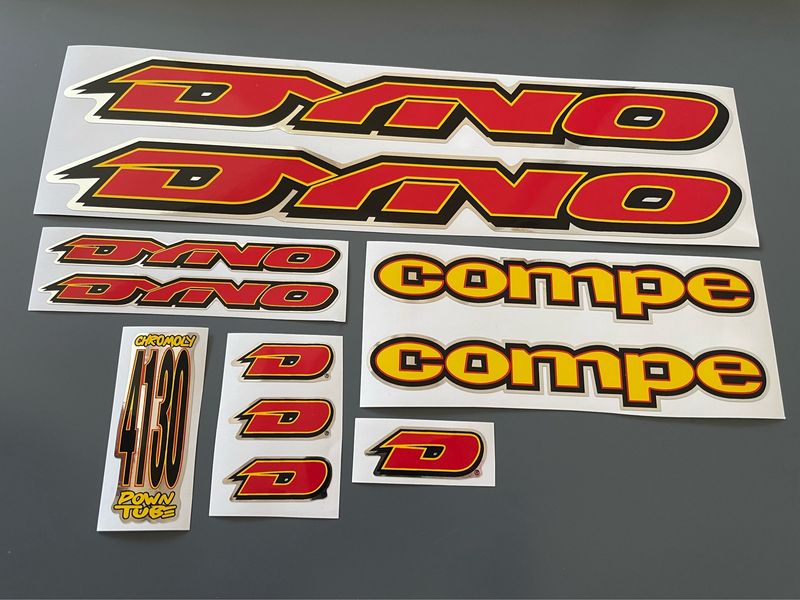 DYNO
DYNO
DYNO
DYNO
compe
compe
CHROMOLY
4130
DOWN
TUBE
D®
D®
D®
D®